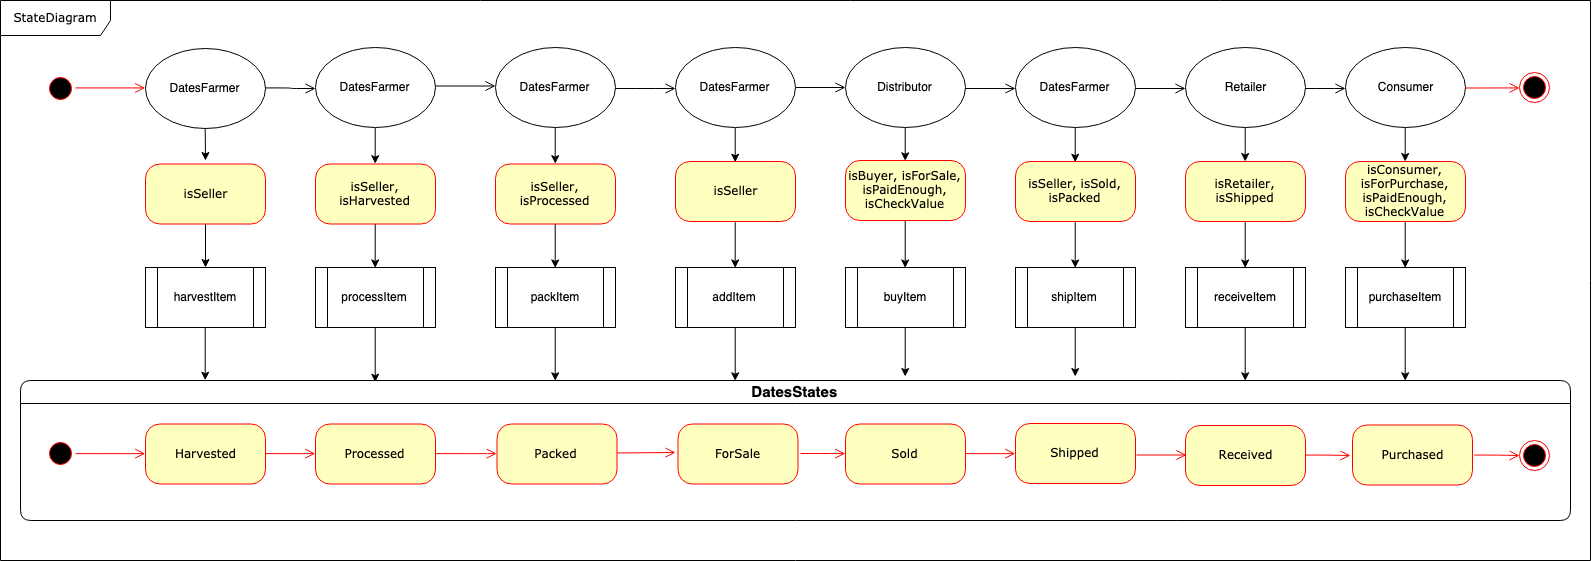 StateDiagram
DatesFarmer
DatesFarmer
DatesFarmer
DatesFarmer
Distributor
DatesFarmer
Retailer
Consumer
isSeller
isSeller,
isHarvested
isSeller,
isProcessed
isSeller
isBuyer, isForSale,
isPaidEnough,
isCheckValue
isSeller, isSold,
isPacked
isRetailer,
isShipped
isConsumer,
isForPurchase,
isPaidEnough,
isCheckValue
harvestItem
processItem
packItem
addItem
buyItem
shipItem
receiveItem
purchaseItem
DatesStates
Harvested
Processed
Packed
ForSale
Sold
Shipped
Received
Purchased